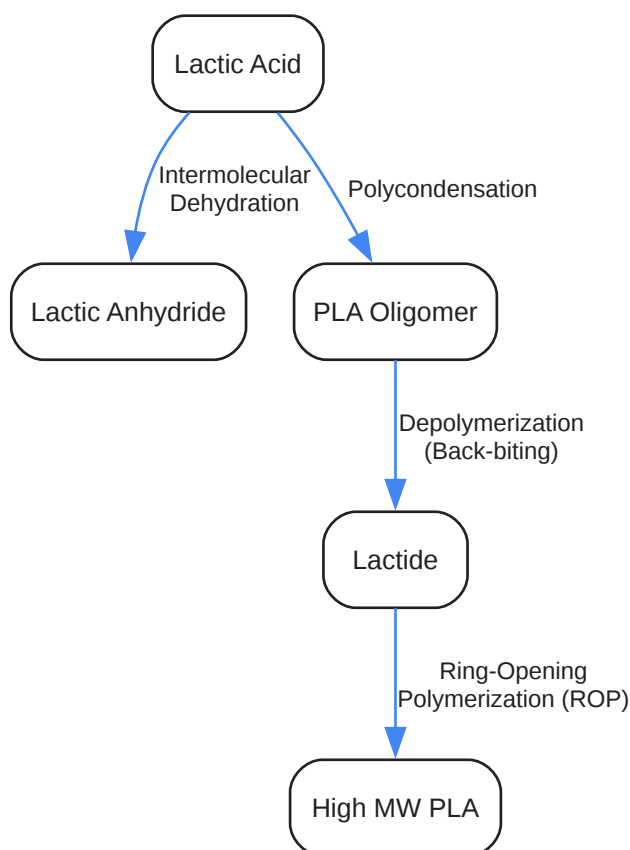 Lactic Acid
Intermolecular
Dehydration
Polycondensation
Lactic Anhydride
PLA Oligomer
Depolymerization
(Back-biting)
Lactide
Ring-Opening
Polymerization (ROP)
High MW PLA